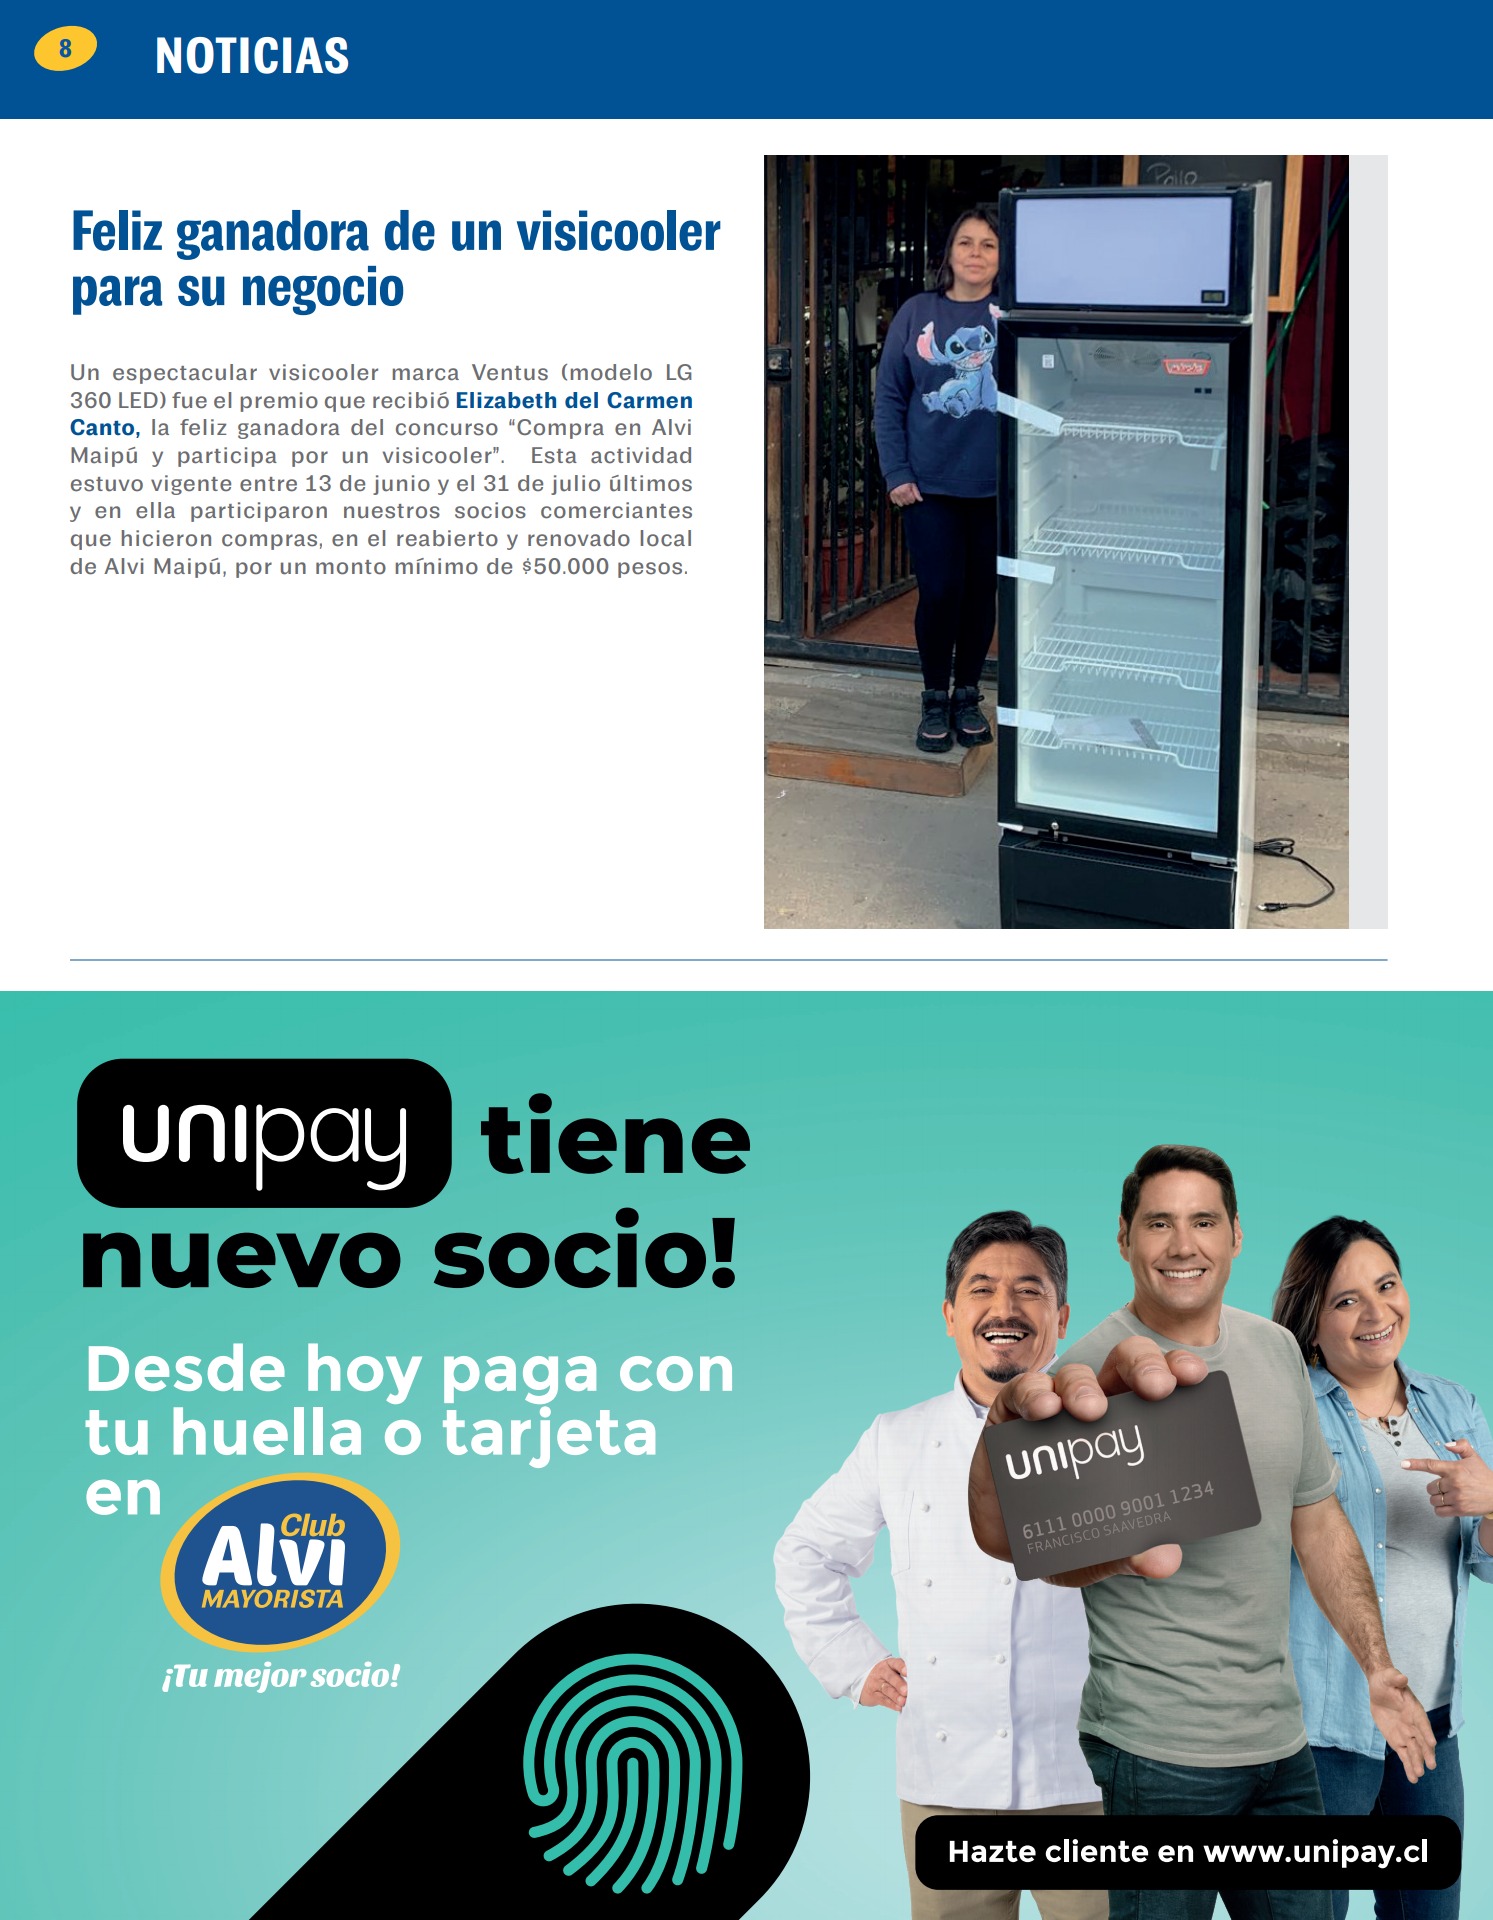 8
NOTICIAS
Feliz ganadora de un visicooler
para su negocio
Un espectacular visicooler marca Ventus (modelo LG
360 LED) fue el premio que recibió Elizabeth del Carmen
Canto, la feliz ganadora del concurso “Compra en Alvi
Maipú y participa por un visicooler”. Esta actividad
estuvo vigente entre 13 de junio y el 31 de julio últimos
y en ella participaron nuestros socios comerciantes
que hicieron compras, en el reabierto y renovado local
de Alvi Maipú, por un monto mínimo de $50.000 pesos.
unipay tiene
nuevo socio!
Desde hoy paga con
tu huella o tarjeta
en
Club
Alvi
MAYORISTA
¡Tu mejor socio!
unipay
6111 0000 9001 1234
FRANCISCO SAAVEDRA
Hazte cliente en www.unipay.cl